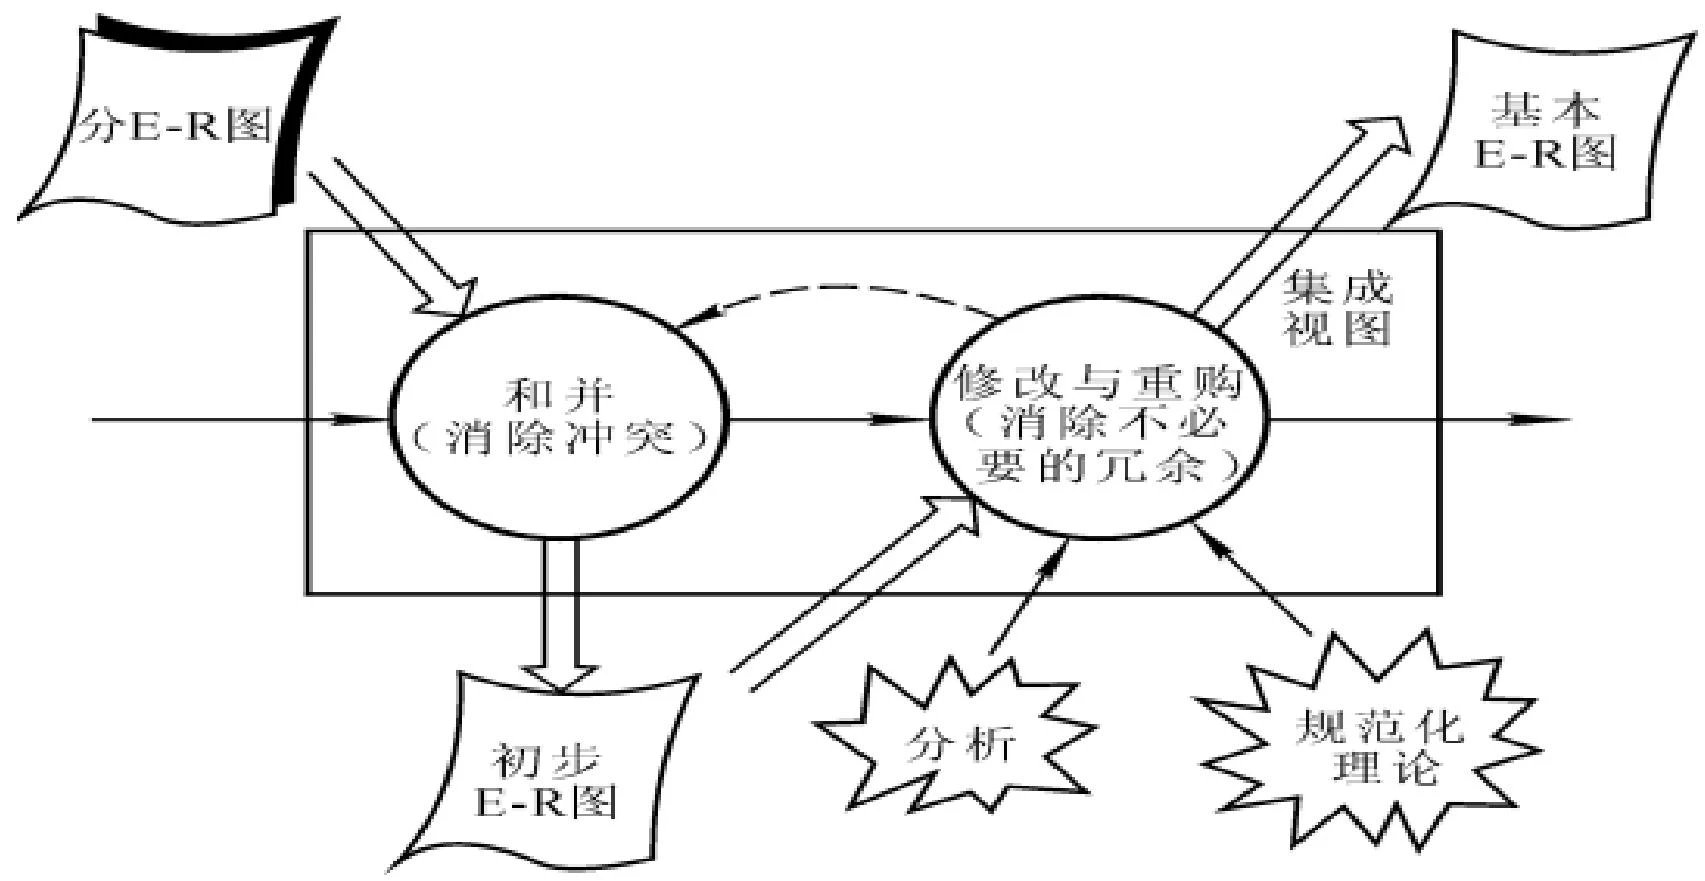 分E-R图
基本
E-R图
集成
视图
和并
（消除冲突）
修改与重购
（消除不必
要的冗余）
初步
E-R图
分析
规范化
理论